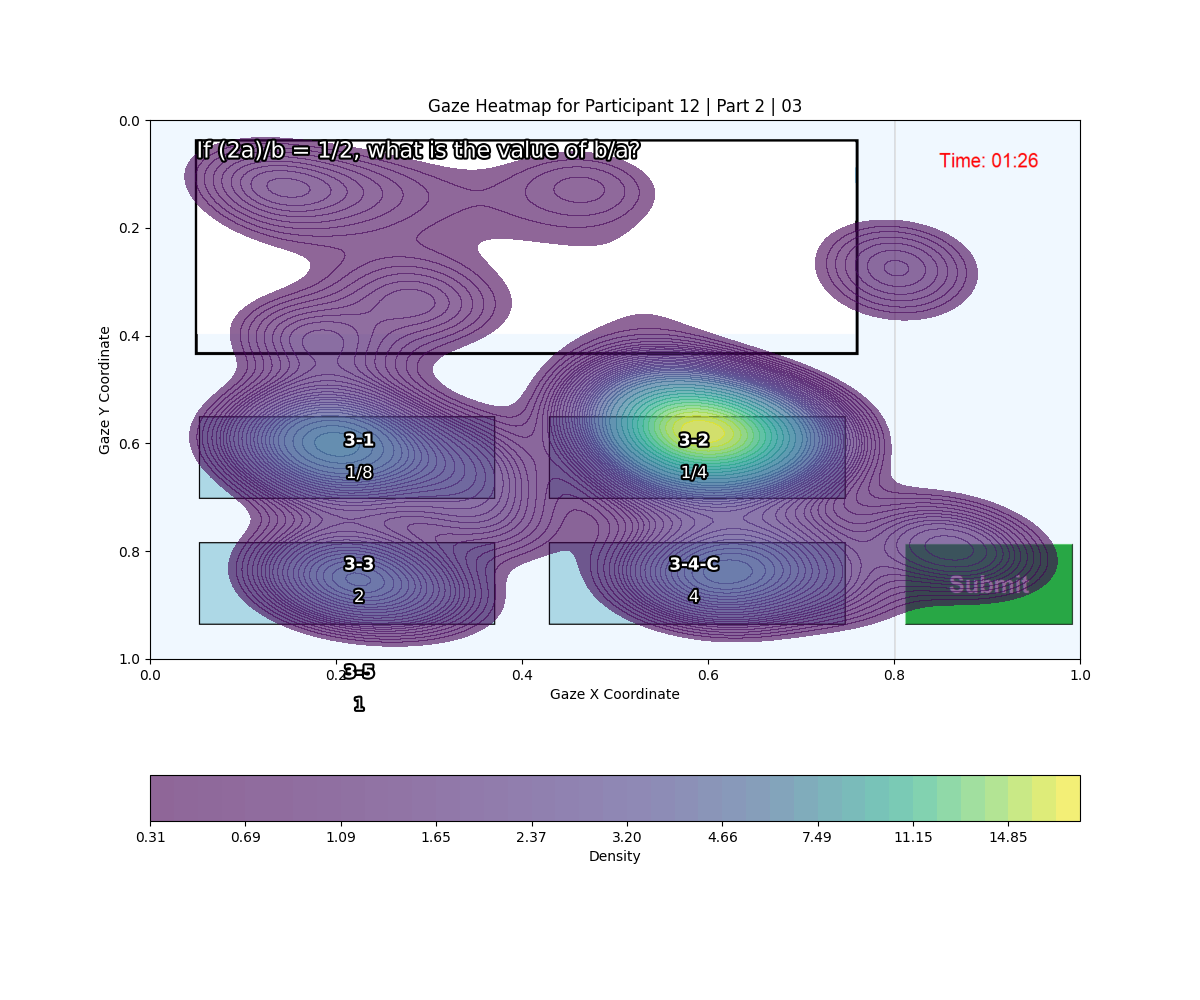 Gaze Heatmap for Participant 12 | Part 2 | 03
If (2a)/b = 1/2, what is the value of b/a?
Time: 01:26
3-1
1/8
3-2
1/4
3-3
2
3-4-C
4
Submit
3-5
1
0.0
0.2
0.4
0.6
0.8
1.0
Gaze Y Coordinate
0.0 0.2 0.4 0.6 0.8 1.0
Gaze X Coordinate
0.31 0.69 1.09 1.65 2.37 3.20 4.66 7.49 11.15 14.85
Density